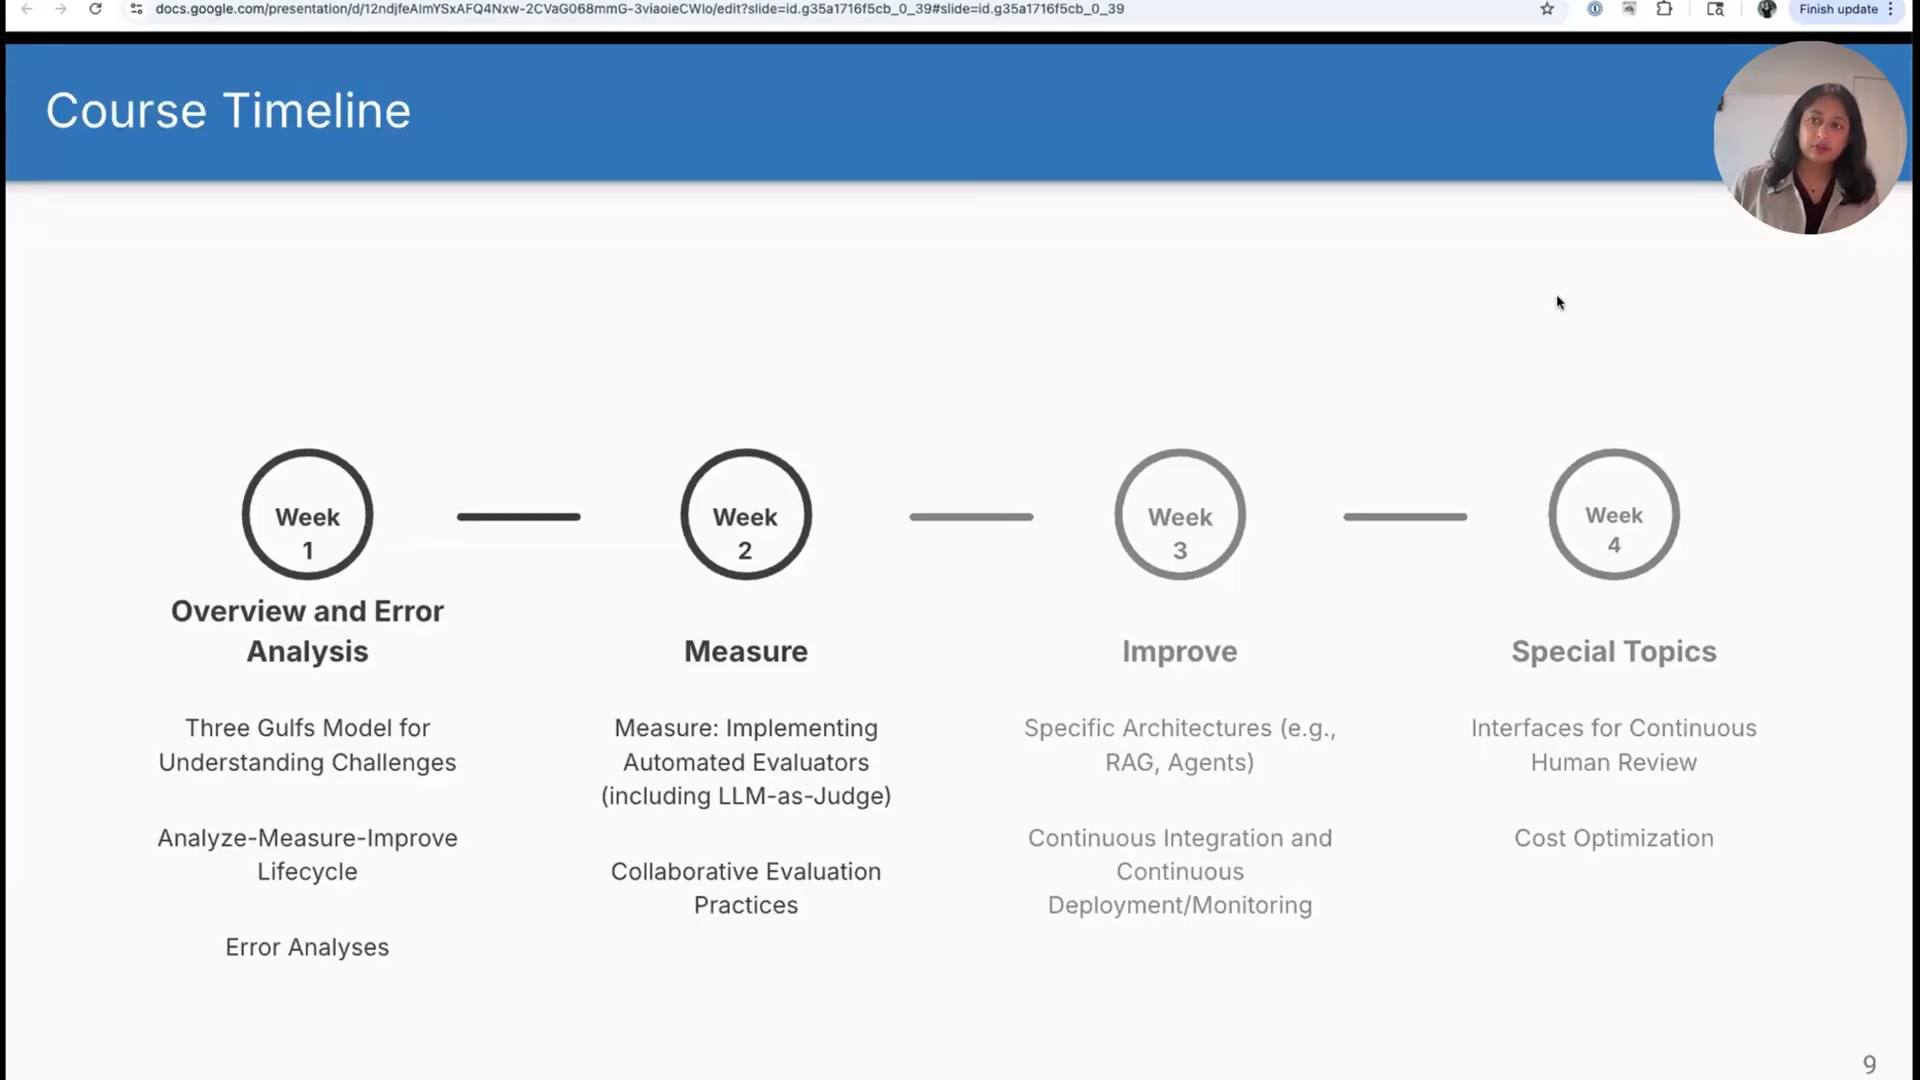 docs.google.com/presentation/d/12ndjfeAlmYSxAFQ4Nxw-2CVaG068mmG-3viaoieCWlo/edit?slide=id.g35a1716f5cb_0_39#slide=id.g35a1716f5cb_0_39
Finish update
Course Timeline
Week
1
Overview and Error
Analysis
Three Gulfs Model for
Understanding Challenges
Analyze-Measure-Improve
Lifecycle
Error Analyses
Week
2
Measure
Measure: Implementing
Automated Evaluators
(including LLM-as-Judge)
Collaborative Evaluation
Practices
Week
3
Improve
Specific Architectures (e.g.,
RAG, Agents)
Continuous Integration and
Continuous
Deployment/Monitoring
Week
4
Special Topics
Interfaces for Continuous
Human Review
Cost Optimization
9